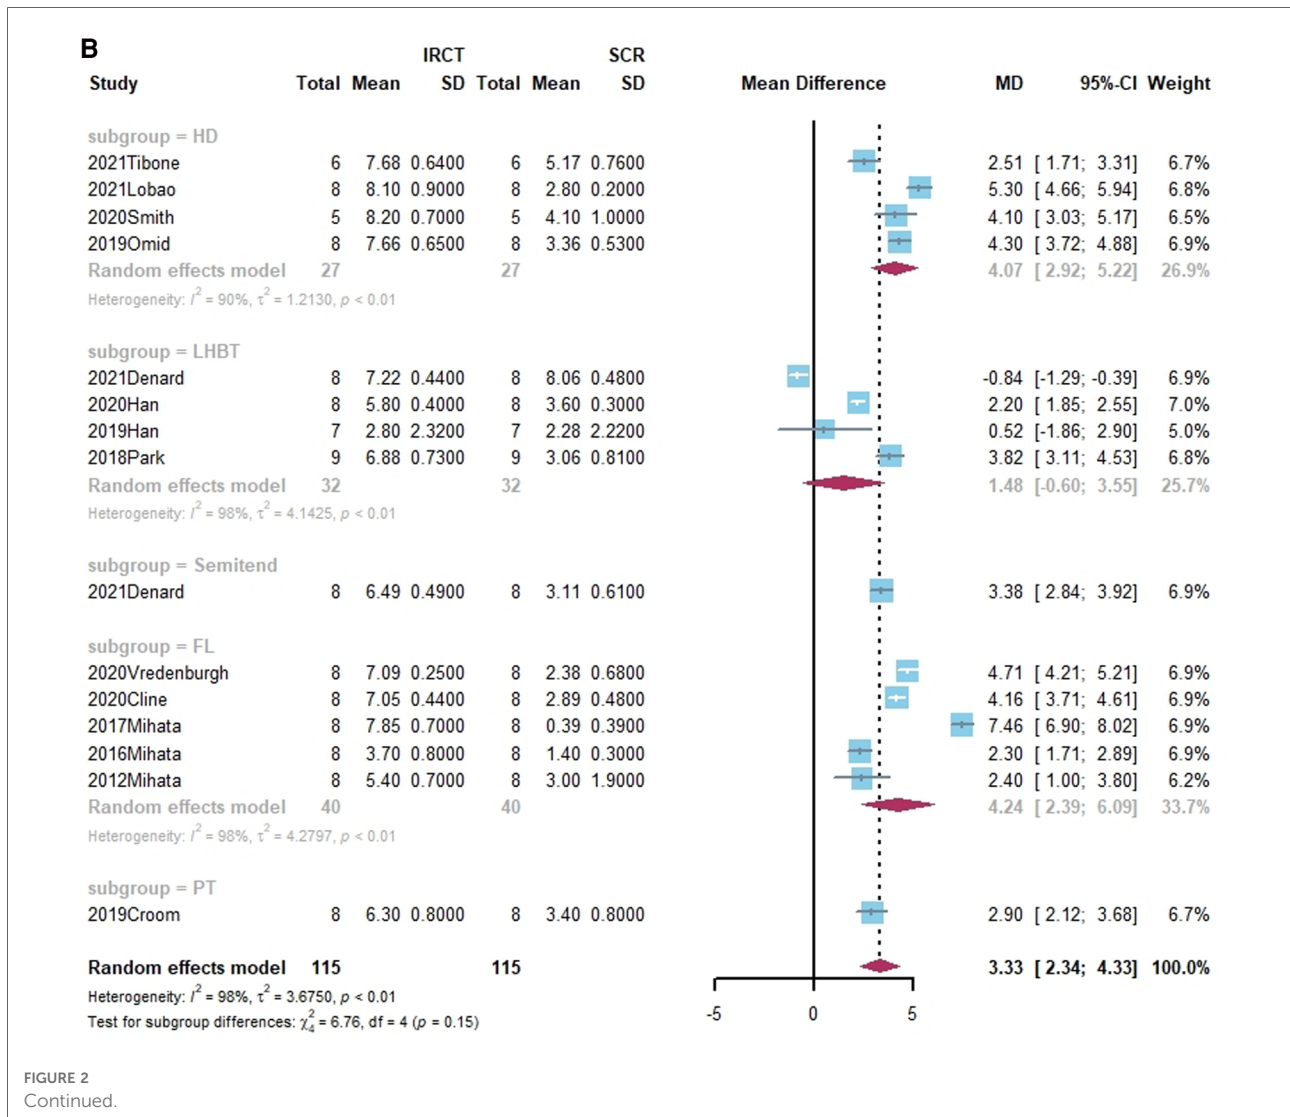 B
IRCT SCR
Study Total Mean SD Total Mean SD Mean Difference MD 95%-CI Weight
subgroup = HD
2021Tibone 6 7.68 0.6400 6 5.17 0.7600 2.51 [ 1.71; 3.31] 6.7%
2021Lobao 8 8.10 0.9000 8 2.80 0.2000 5.30 [ 4.66; 5.94] 6.8%
2020Smith 5 8.20 0.7000 5 4.10 1.0000 4.10 [ 3.03; 5.17] 6.5%
2019Omid 8 7.66 0.6500 8 3.36 0.5300 4.30 [ 3.72; 4.88] 6.9%
Random effects model 27 27 4.07 [ 2.92; 5.22] 26.9%
Heterogeneity: I² = 90%, τ² = 1.2130, p < 0.01
subgroup = LHBT
2021Denard 8 7.22 0.4400 8 8.06 0.4800 -0.84 [-1.29; -0.39] 6.9%
2020Han 8 5.80 0.4000 8 3.60 0.3000 2.20 [ 1.85; 2.55] 7.0%
2019Han 7 2.80 2.3200 7 2.28 2.2200 0.52 [-1.86; 2.90] 5.0%
2018Park 9 6.88 0.7300 9 3.06 0.8100 3.82 [ 3.11; 4.53] 6.8%
Random effects model 32 32 1.48 [-0.60; 3.55] 25.7%
Heterogeneity: I² = 98%, τ² = 4.1425, p < 0.01
subgroup = Semitend
2021Denard 8 6.49 0.4900 8 3.11 0.6100 3.38 [ 2.84; 3.92] 6.9%
subgroup = FL
2020Vredenburgh 8 7.09 0.2500 8 2.38 0.6800 4.71 [ 4.21; 5.21] 6.9%
2020Cline 8 7.05 0.4400 8 2.89 0.4800 4.16 [ 3.71; 4.61] 6.9%
2017Mihata 8 7.85 0.7000 8 0.39 0.3900 7.46 [ 6.90; 8.02] 6.9%
2016Mihata 8 3.70 0.8000 8 1.40 0.3000 2.30 [ 1.71; 2.89] 6.9%
2012Mihata 8 5.40 0.7000 8 3.00 1.9000 2.40 [ 1.00; 3.80] 6.2%
Random effects model 40 40 4.24 [ 2.39; 6.09] 33.7%
Heterogeneity: I² = 98%, τ² = 4.2797, p < 0.01
subgroup = PT
2019Croom 8 6.30 0.8000 8 3.40 0.8000 2.90 [ 2.12; 3.68] 6.7%
Random effects model 115 115 3.33 [ 2.34; 4.33] 100.0%
Heterogeneity: I² = 98%, τ² = 3.6750, p < 0.01
Test for subgroup differences: χ²₄ = 6.76, df = 4 (p = 0.15)
-5 0 5
FIGURE 2
Continued.